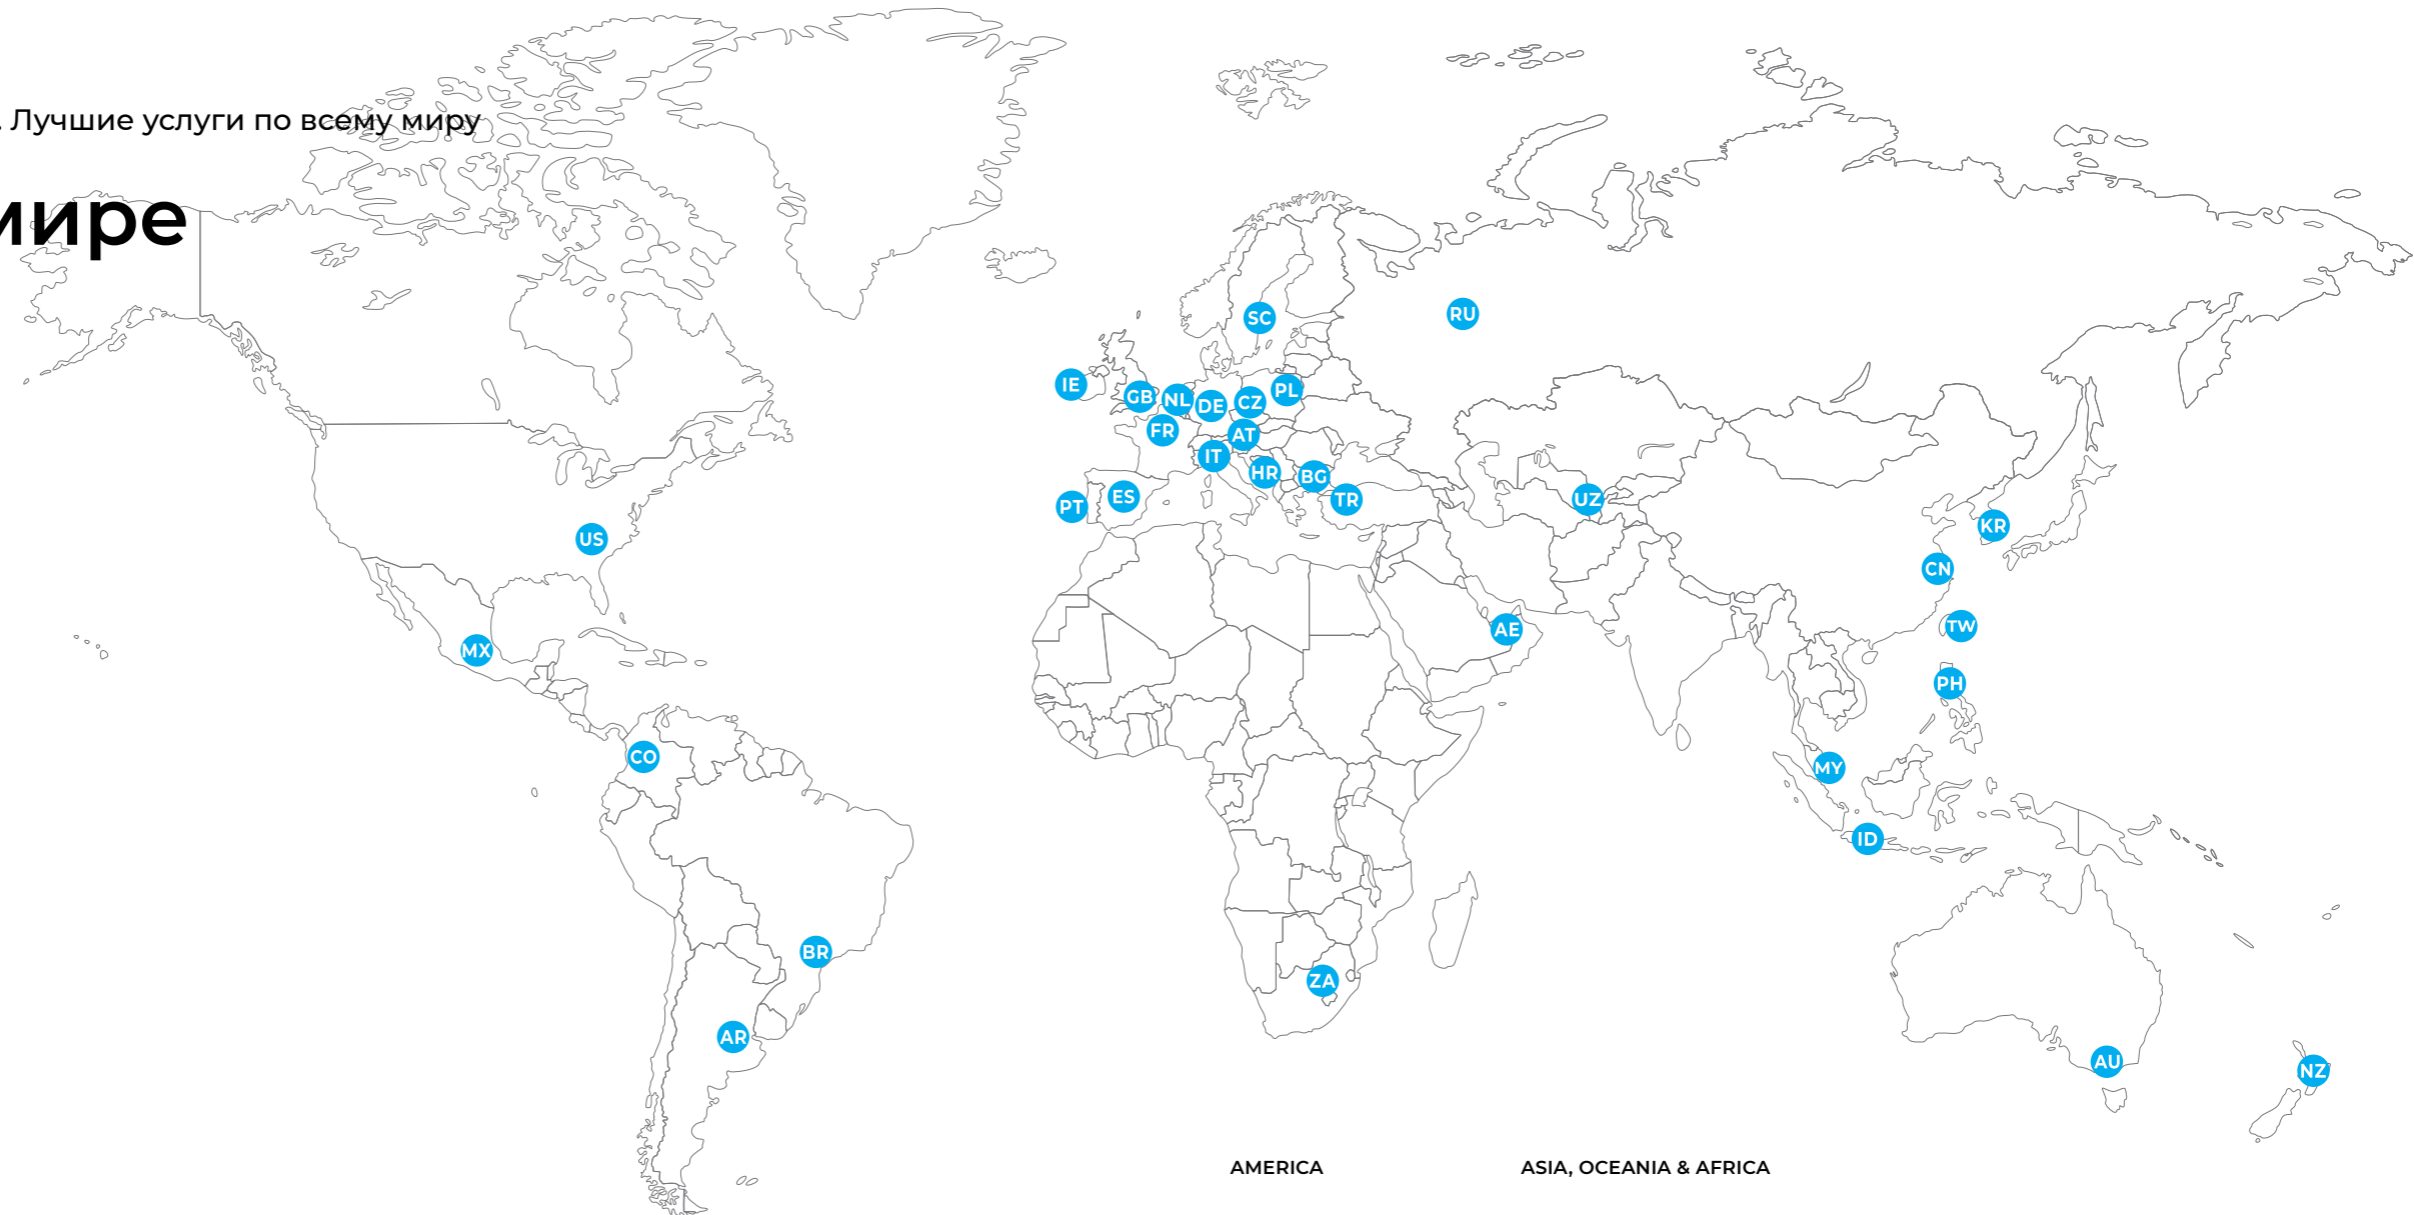 . Лучшие услуги по всему миру
мире
SC
RU
IE
GB
NL
DE
CZ
PL
FR
AT
IT
HR
BG
PT
ES
TR
UZ
US
KR
CN
MX
AE
TW
PH
CO
MY
ID
BR
ZA
AR
AU
NZ
AMERICA
ASIA, OCEANIA & AFRICA